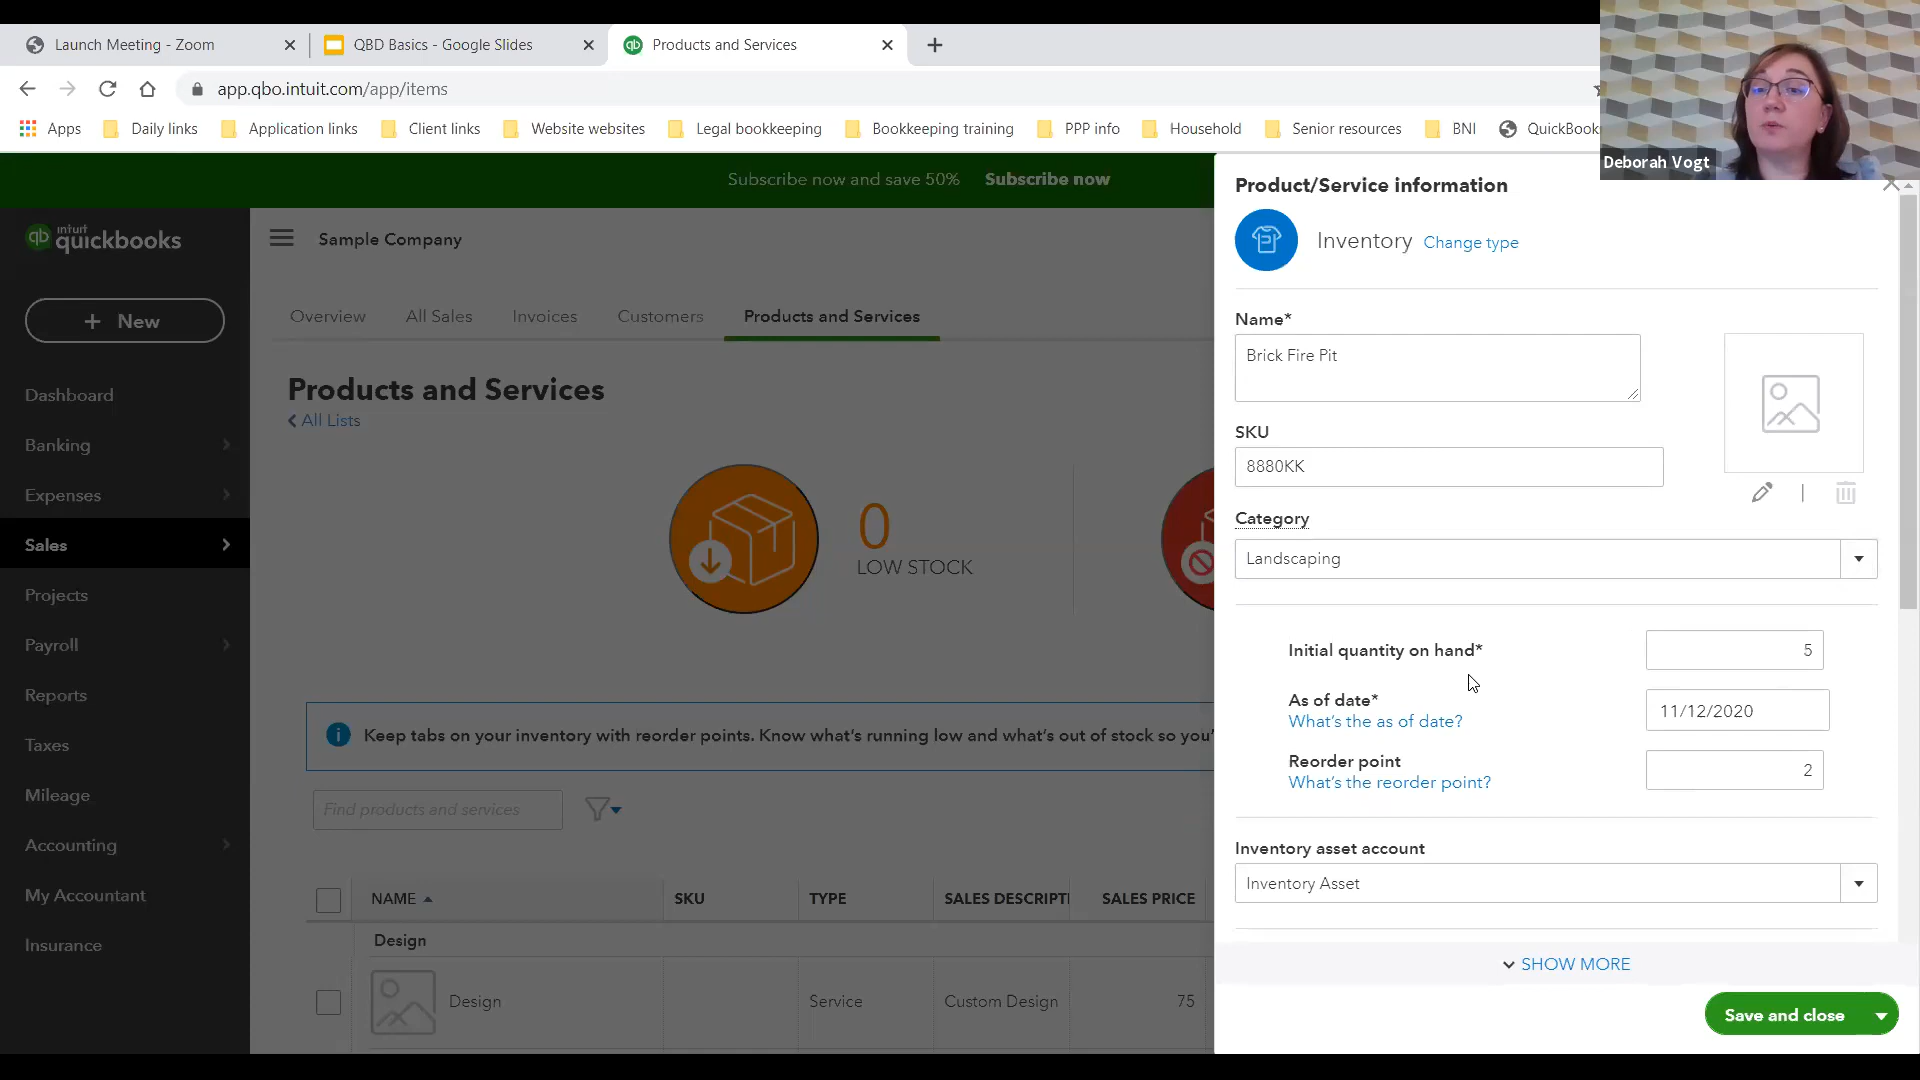 Launch Meeting - Zoom
QBD Basics - Google Slides
qb Products and Services
app.qbo.intuit.com/app/items
Apps
Daily links
Application links
Client links
Website websites
Legal bookkeeping
Bookkeeping training
PPP info
Household
Senior resources
BNI
QuickBook
Deborah Vogt
Subscribe now and save 50% Subscribe now
qb intuit quickbooks
Sample Company
+ New
Dashboard
Banking
Expenses
Sales
Projects
Payroll
Reports
Taxes
Mileage
Accounting
My Accountant
Insurance
Overview
All Sales
Invoices
Customers
Products and Services
Products and Services
All Lists
0
LOW STOCK
Keep tabs on your inventory with reorder points. Know what's running low and what's out of stock so you'
Find products and services
NAME SKU TYPE SALES DESCRIPTI SALES PRICE
Design
Design Service Custom Design 75
Product/Service information
Inventory Change type
Name*
Brick Fire Pit
SKU
8880KK
Category
Landscaping
Initial quantity on hand* 5
As of date* 11/12/2020
What's the as of date?
Reorder point 2
What's the reorder point?
Inventory asset account
Inventory Asset
SHOW MORE
Save and close